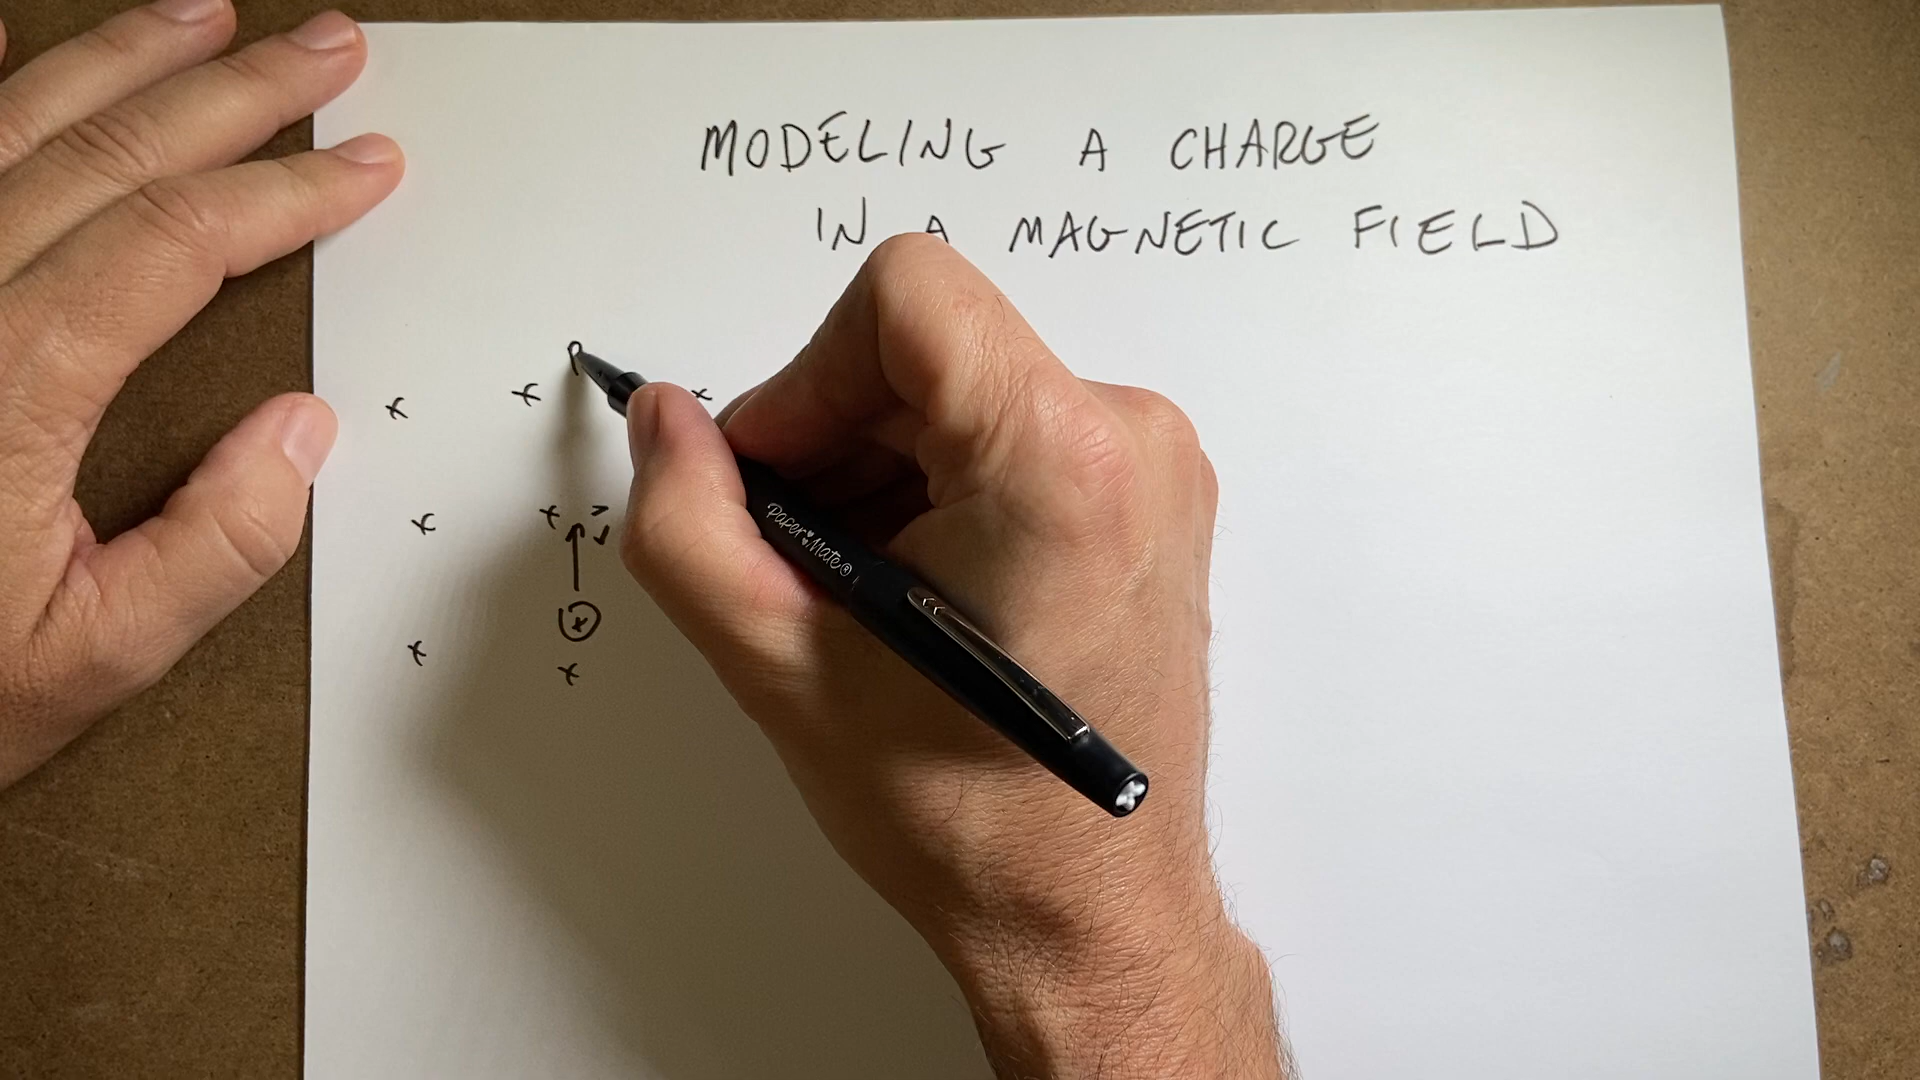 MODELING A CHARGE
IN A MAGNETIC FIELD
x x x
x x v
x +
x
Paper Mate®